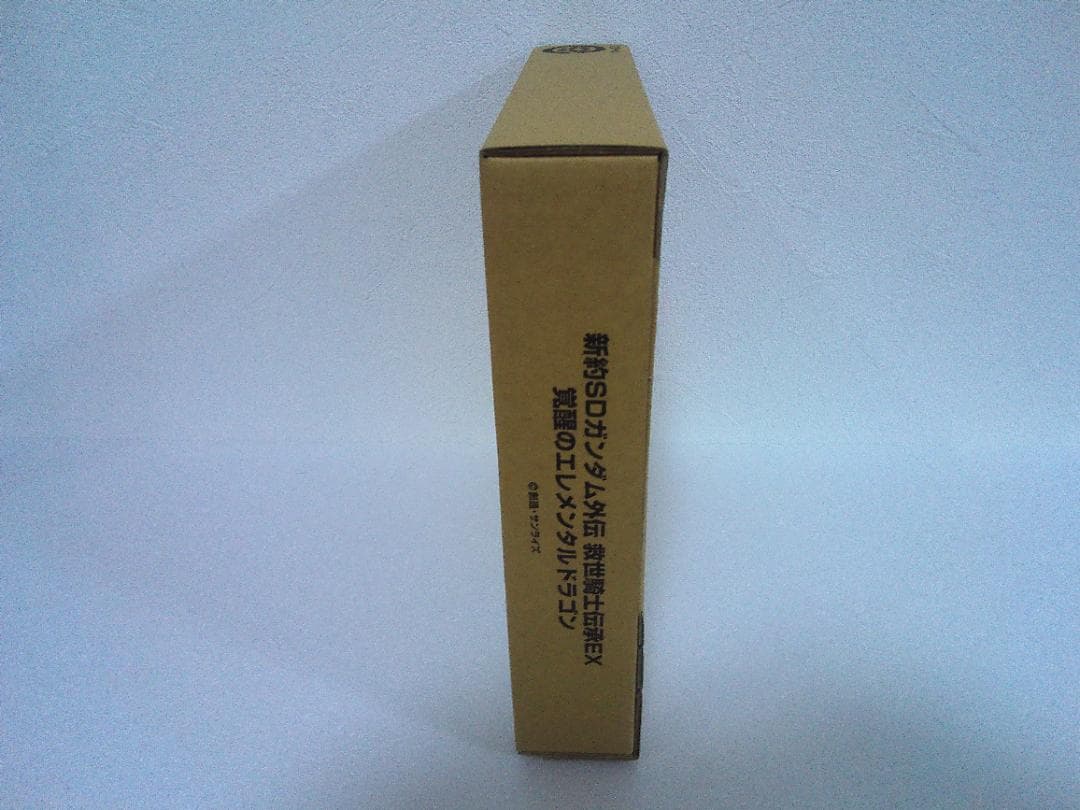 新約SDガンダム外伝 救世騎士伝承EX
覚醒のエレメンタルドラゴン
©創通・サンライズ